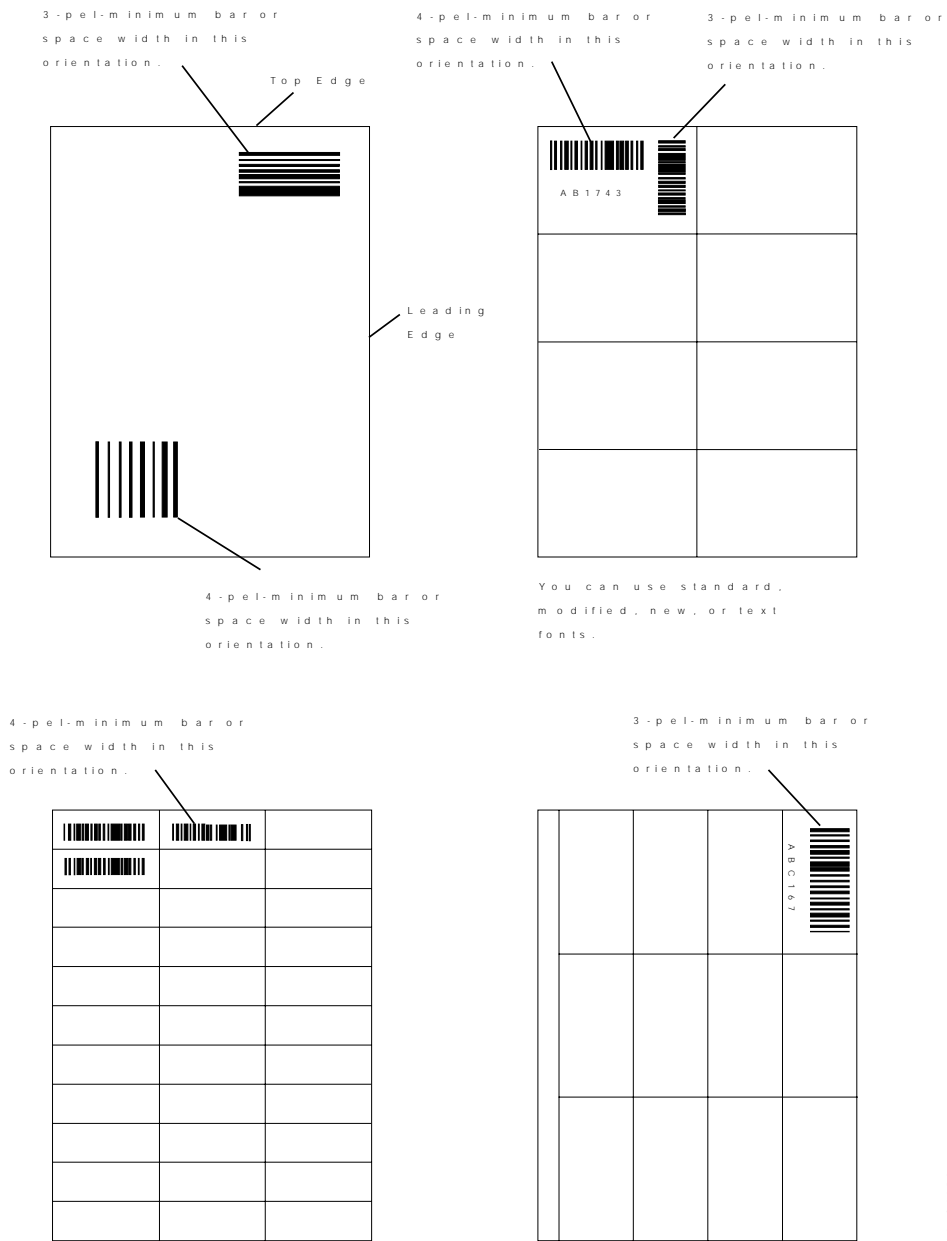 3-pel-minimum bar or
space width in this
orientation.
Top Edge
Leading
Edge
4-pel-minimum bar or
space width in this
orientation.
4-pel-minimum bar or
space width in this
orientation.
3-pel-minimum bar or
space width in this
orientation.
AB1743
You can use standard,
modified, new, or text
fonts.
4-pel-minimum bar or
space width in this
orientation.
3-pel-minimum bar or
space width in this
orientation.
ABC167